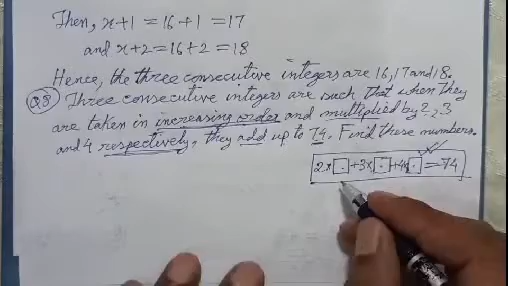 Then, x+1 = 16+1 = 17
and x+2 = 16+2 = 18
Hence, the three consecutive integers are 16, 17 and 18.
Q8 Three consecutive integers are such that when they
are taken in increasing order and multiplied by 2, 3
and 4 respectively, they add up to 74. Find these numbers.
2×□+3×□+4×□=74